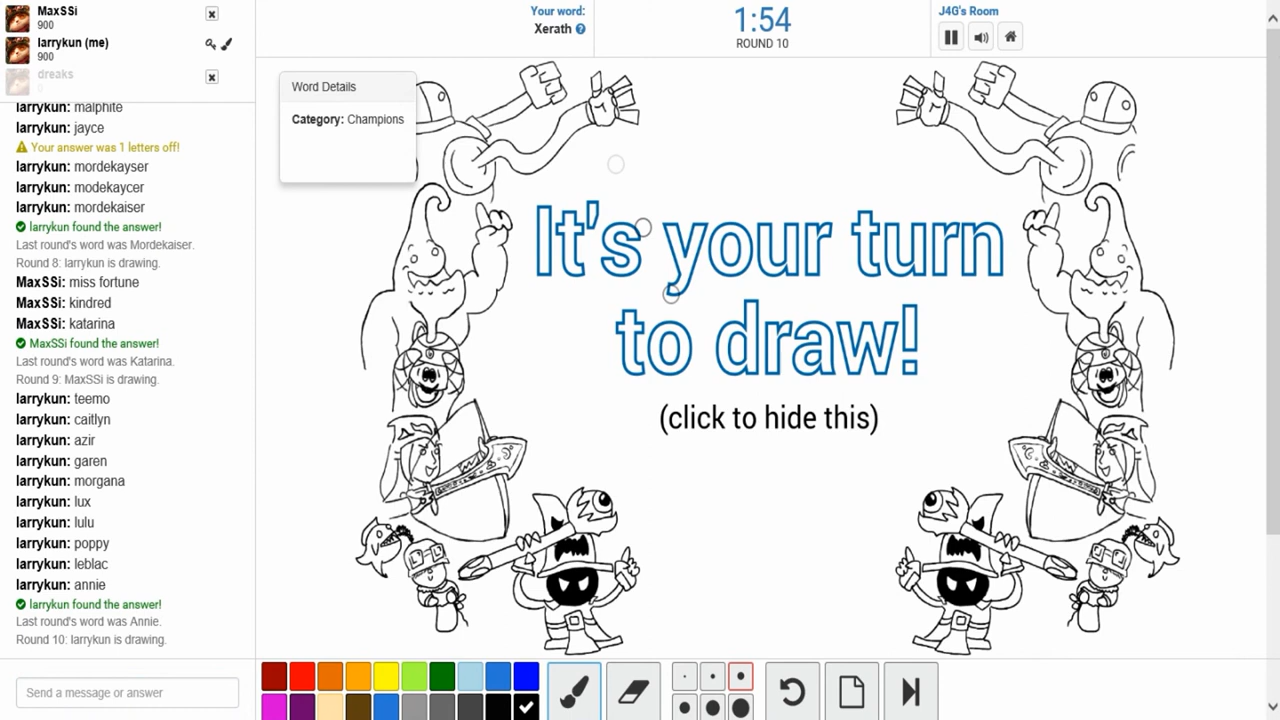 MaxSSi
900
larrykun (me)
900
dreaks
larrykun: malphite
larrykun: jayce
Your answer was 1 letters off!
larrykun: mordekayser
larrykun: modekaycer
larrykun: mordekaiser
larrykun found the answer!
Last round's word was Mordekaiser.
Round 8: larrykun is drawing.
MaxSSi: miss fortune
MaxSSi: kindred
MaxSSi: katarina
MaxSSi found the answer!
Last round's word was Katarina.
Round 9: MaxSSi is drawing.
larrykun: teemo
larrykun: caitlyn
larrykun: azir
larrykun: garen
larrykun: morgana
larrykun: lux
larrykun: lulu
larrykun: poppy
larrykun: leblac
larrykun: annie
larrykun found the answer!
Last round's word was Annie.
Round 10: larrykun is drawing.
Send a message or answer
Your word:
Xerath ?
1:54
ROUND 10
J4G's Room
Word Details
Category: Champions
It's your turn
to draw!
(click to hide this)